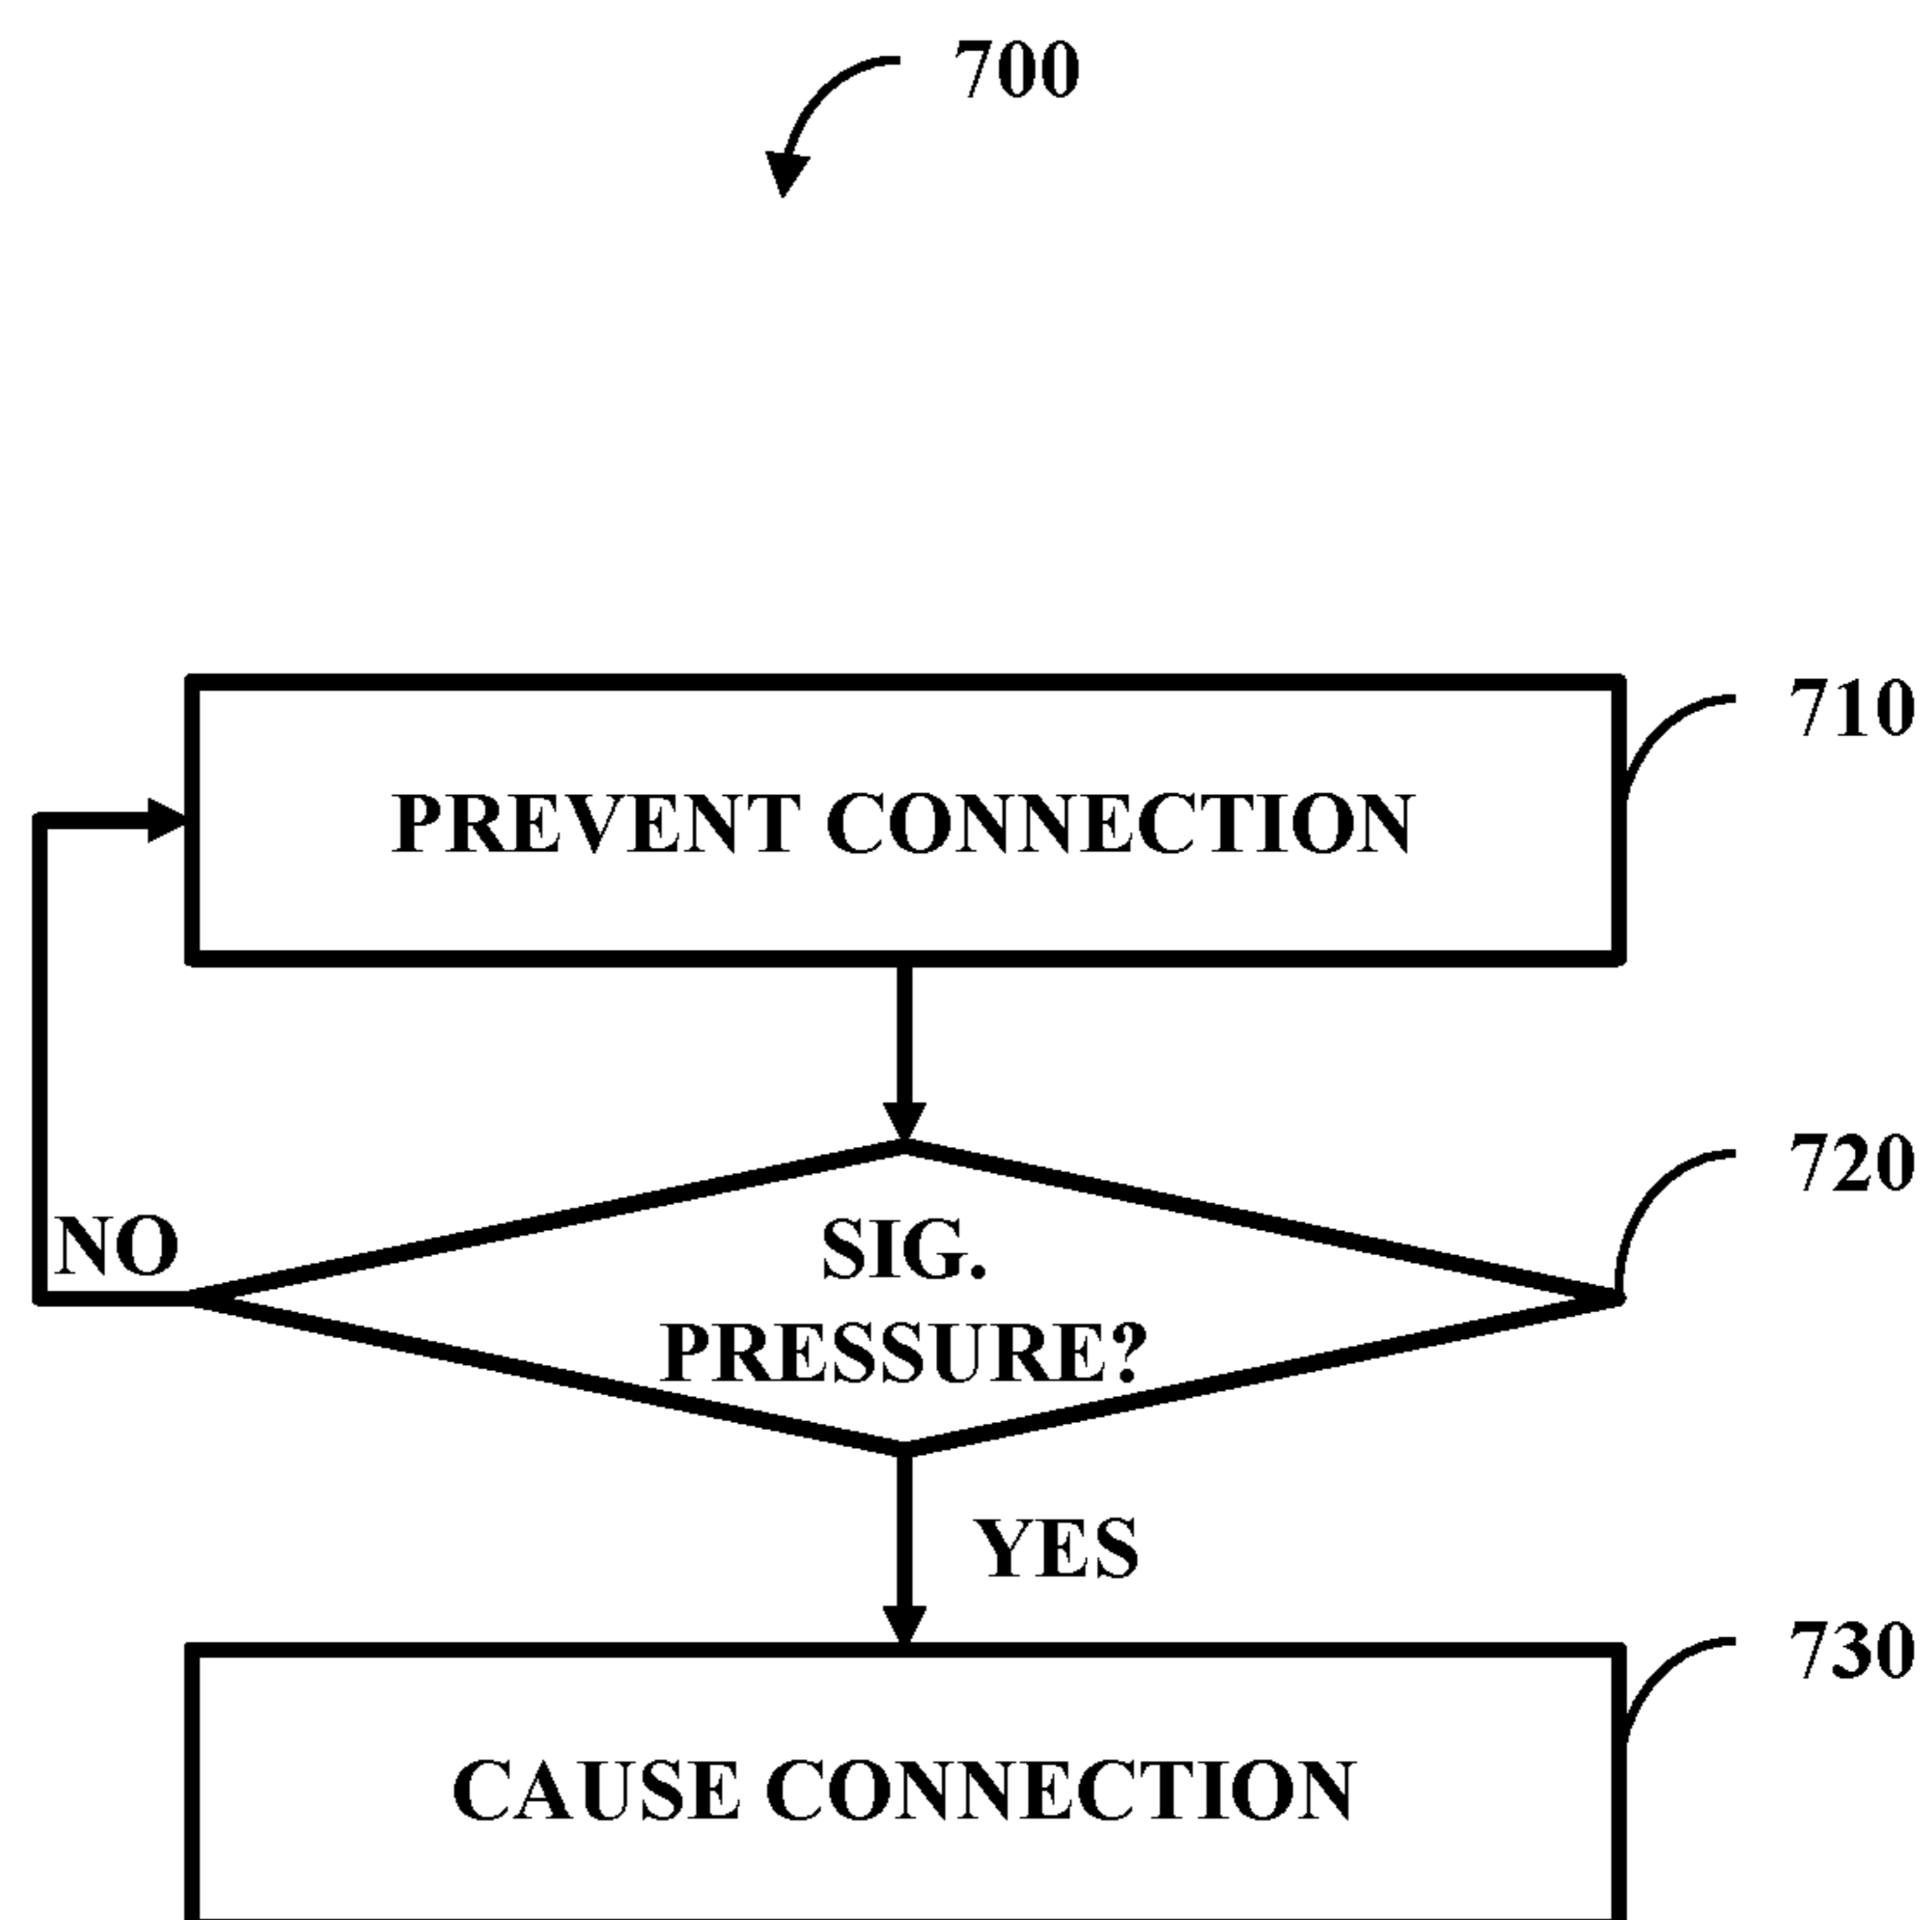 700
PREVENT CONNECTION
710
720
NO
SIG.
PRESSURE?
YES
730
CAUSE CONNECTION